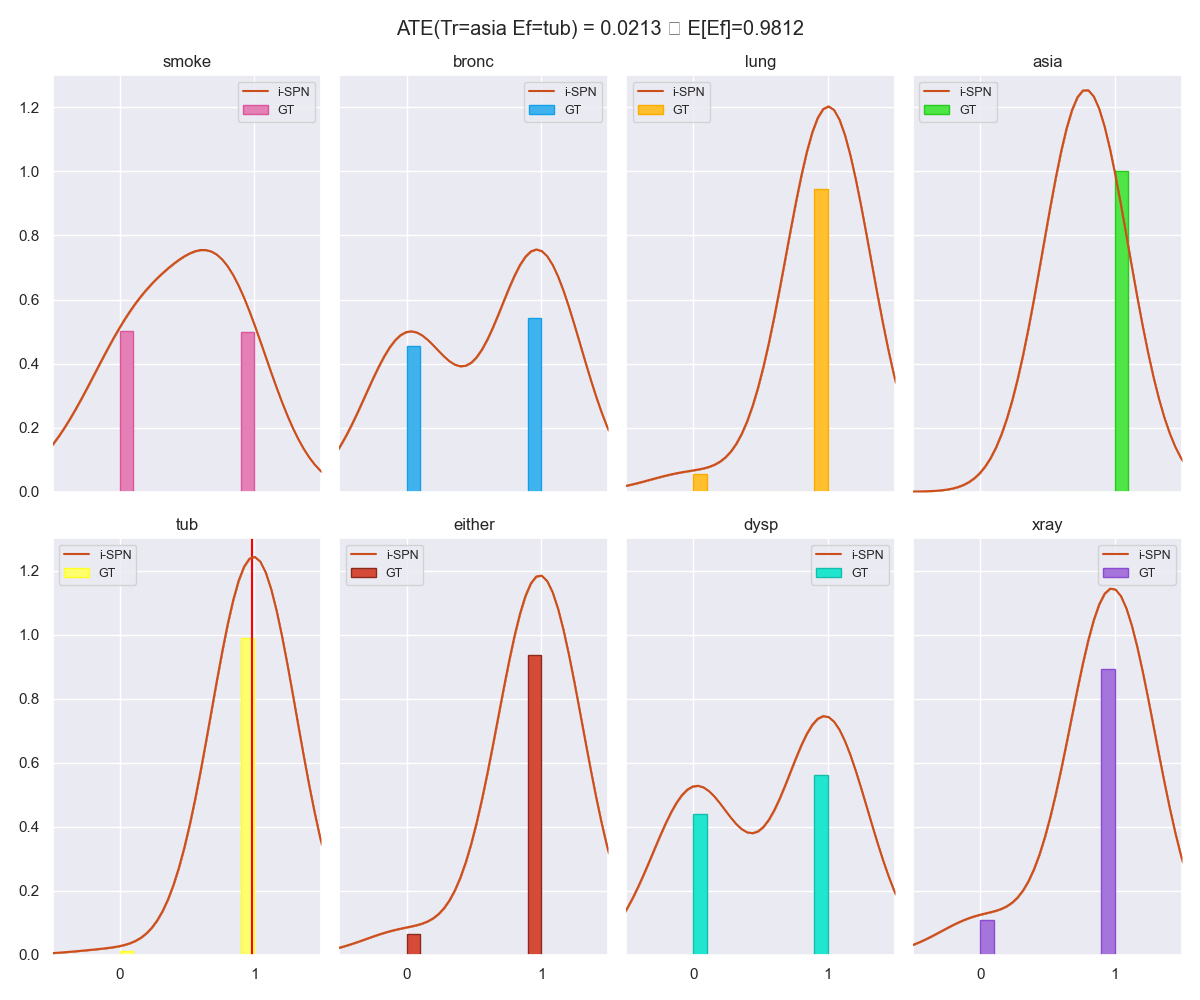 ATE(Tr=asia Ef=tub) = 0.0213 □ E[Ef]=0.9812
smoke
bronc
lung
asia
i-SPN
GT
i-SPN
GT
i-SPN
GT
i-SPN
GT
1.2
1.0
0.8
0.6
0.4
0.2
0.0
tub
either
dysp
xray
i-SPN
GT
i-SPN
GT
i-SPN
GT
i-SPN
GT
1.2
1.0
0.8
0.6
0.4
0.2
0.0
0
1
0
1
0
1
0
1